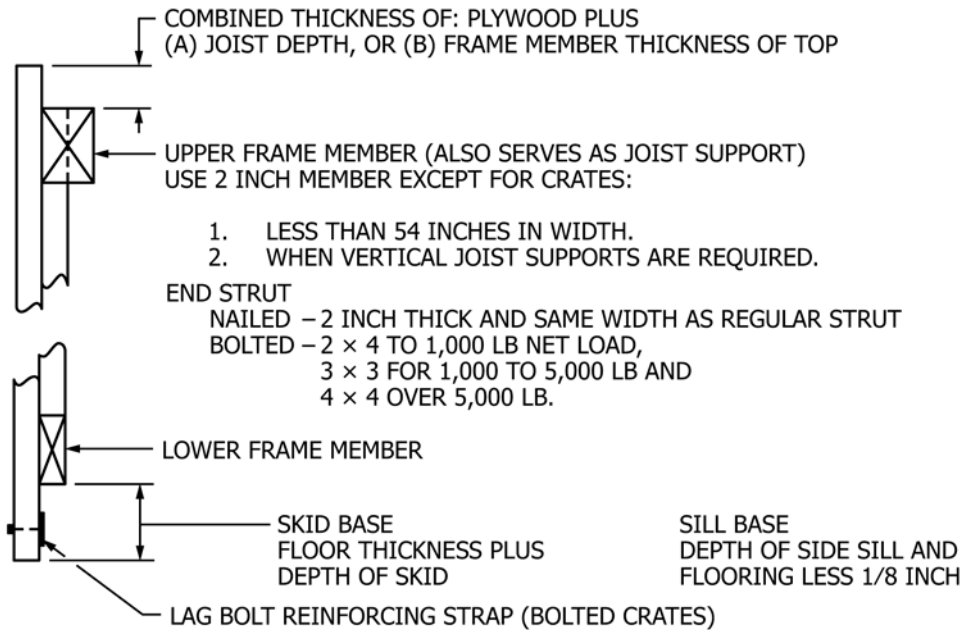 COMBINED THICKNESS OF: PLYWOOD PLUS
(A) JOIST DEPTH, OR (B) FRAME MEMBER THICKNESS OF TOP
UPPER FRAME MEMBER (ALSO SERVES AS JOIST SUPPORT)
USE 2 INCH MEMBER EXCEPT FOR CRATES:
1. LESS THAN 54 INCHES IN WIDTH.
2. WHEN VERTICAL JOIST SUPPORTS ARE REQUIRED.
END STRUT
NAILED – 2 INCH THICK AND SAME WIDTH AS REGULAR STRUT
BOLTED – 2 × 4 TO 1,000 LB NET LOAD,
3 × 3 FOR 1,000 TO 5,000 LB AND
4 × 4 OVER 5,000 LB.
LOWER FRAME MEMBER
SKID BASE
FLOOR THICKNESS PLUS
DEPTH OF SKID
SILL BASE
DEPTH OF SIDE SILL AND
FLOORING LESS 1/8 INCH
LAG BOLT REINFORCING STRAP (BOLTED CRATES)